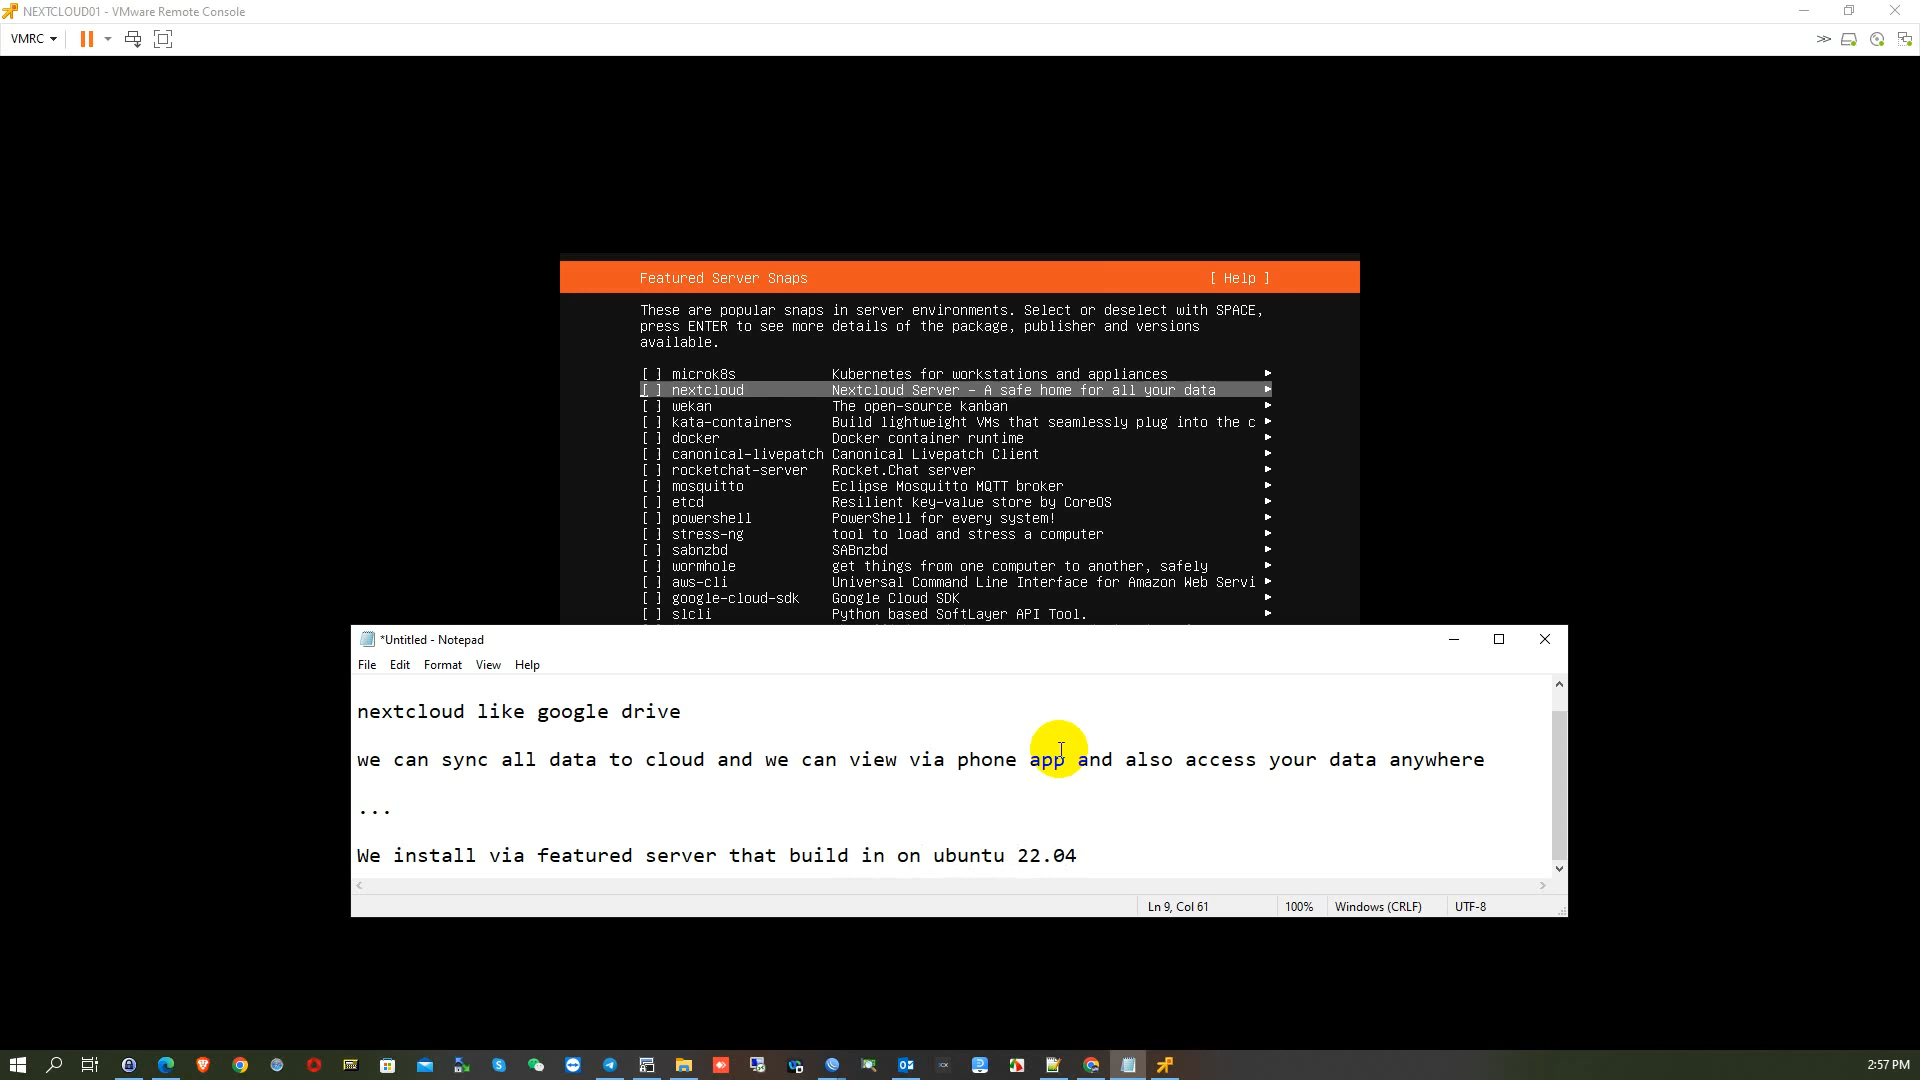 NEXTCLOUD01 - VMware Remote Console
VMRC
Featured Server Snaps [ Help ]
These are popular snaps in server environments. Select or deselect with SPACE,
press ENTER to see more details of the package, publisher and versions
available.
[ ] microk8s Kubernetes for workstations and appliances
[ ] nextcloud Nextcloud Server - A safe home for all your data
[ ] wekan The open-source kanban
[ ] kata-containers Build lightweight VMs that seamlessly plug into the c
[ ] docker Docker container runtime
[ ] canonical-livepatch Canonical Livepatch Client
[ ] rocketchat-server Rocket.Chat server
[ ] mosquitto Eclipse Mosquitto MQTT broker
[ ] etcd Resilient key-value store by CoreOS
[ ] powershell PowerShell for every system!
[ ] stress-ng tool to load and stress a computer
[ ] sabnzbd SABnzbd
[ ] wormhole get things from one computer to another, safely
[ ] aws-cli Universal Command Line Interface for Amazon Web Servi
[ ] google-cloud-sdk Google Cloud SDK
[ ] slcli Python based SoftLayer API Tool.
*Untitled - Notepad
File Edit Format View Help
nextcloud like google drive
we can sync all data to cloud and we can view via phone app and also access your data anywhere
...
We install via featured server that build in on ubuntu 22.04
Ln 9, Col 61 100% Windows (CRLF) UTF-8
2:57 PM